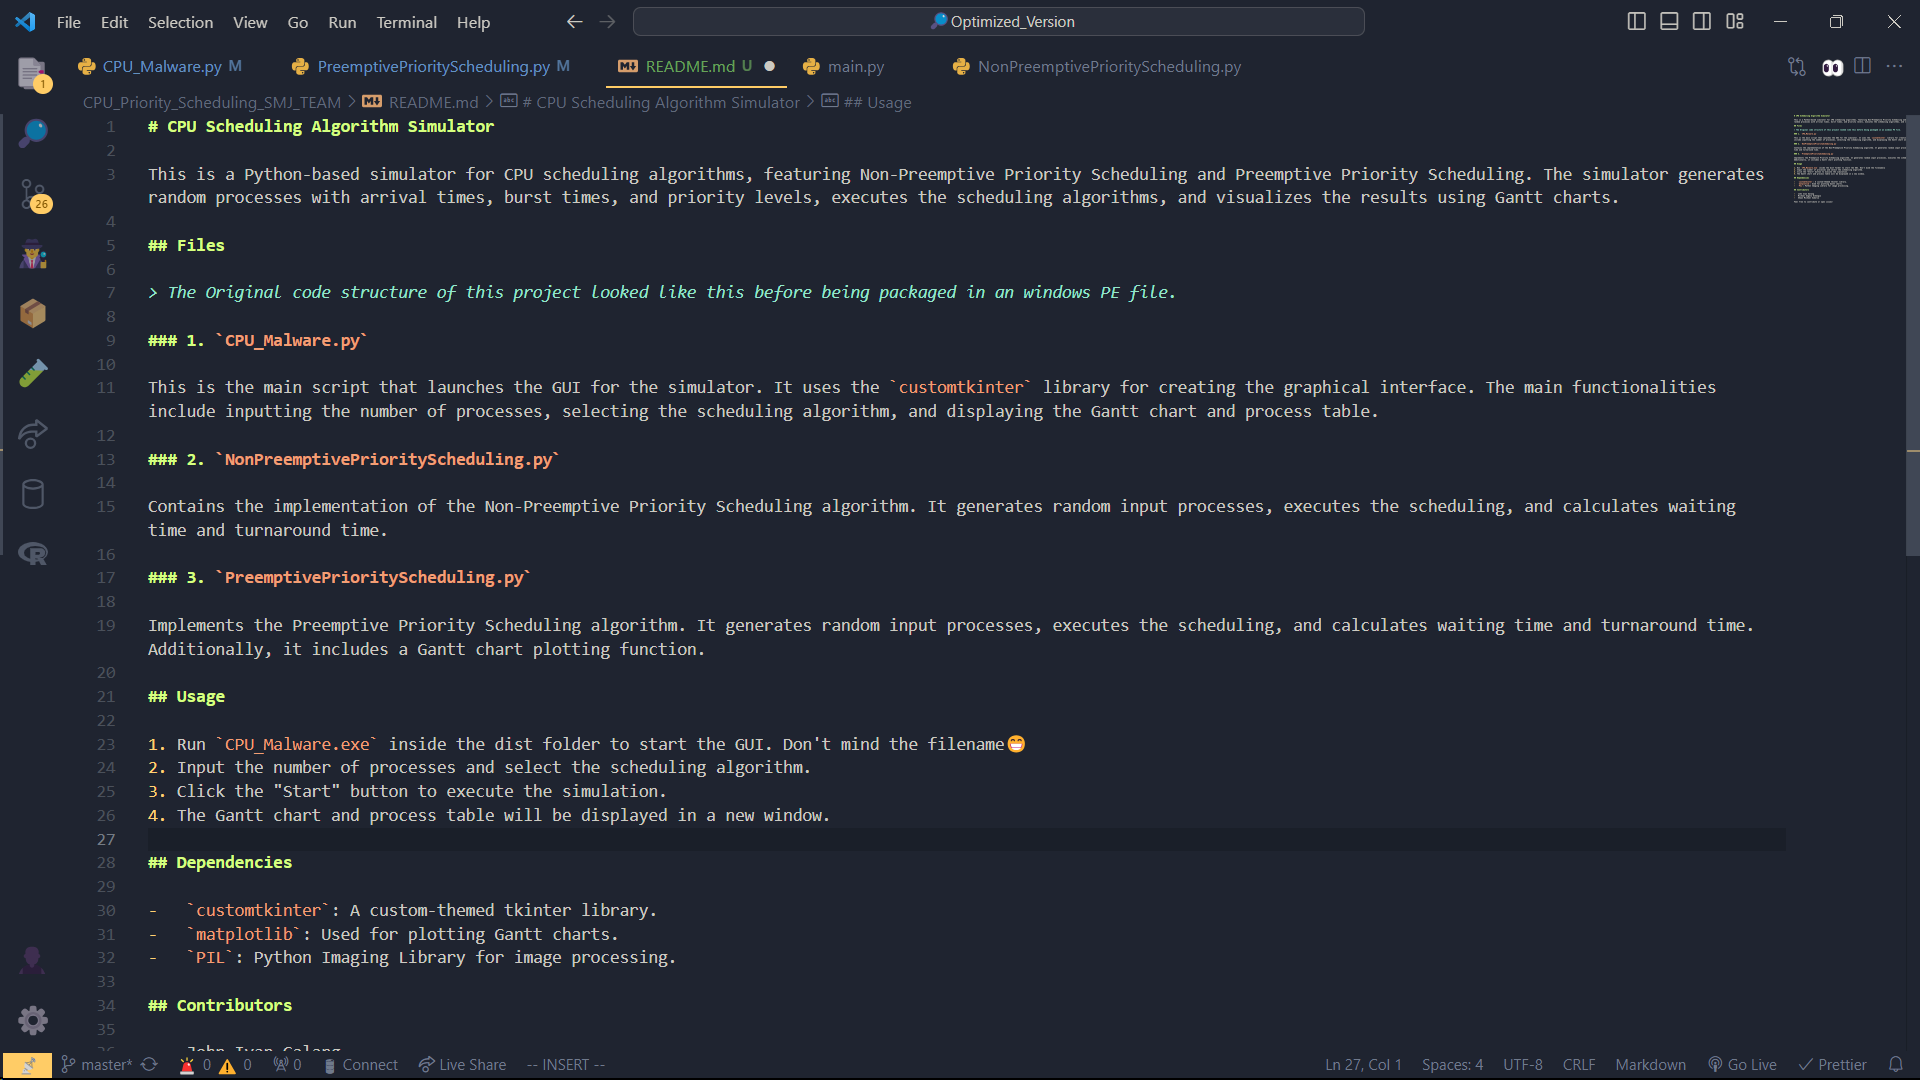 File Edit Selection View Go Run Terminal Help
Optimized_Version
CPU_Malware.py M
PreemptivePriorityScheduling.py M
README.md U
main.py
NonPreemptivePriorityScheduling.py
CPU_Priority_Scheduling_SMJ_TEAM > README.md > # CPU Scheduling Algorithm Simulator > ## Usage
1 # CPU Scheduling Algorithm Simulator
2
3 This is a Python-based simulator for CPU scheduling algorithms, featuring Non-Preemptive Priority Scheduling and Preemptive Priority Scheduling. The simulator generates
random processes with arrival times, burst times, and priority levels, executes the scheduling algorithms, and visualizes the results using Gantt charts.
4
5 ## Files
6
7 > The Original code structure of this project looked like this before being packaged in an windows PE file.
8
9 ### 1. `CPU_Malware.py`
10
11 This is the main script that launches the GUI for the simulator. It uses the `customtkinter` library for creating the graphical interface. The main functionalities
include inputting the number of processes, selecting the scheduling algorithm, and displaying the Gantt chart and process table.
12
13 ### 2. `NonPreemptivePriorityScheduling.py`
14
15 Contains the implementation of the Non-Preemptive Priority Scheduling algorithm. It generates random input processes, executes the scheduling, and calculates waiting
time and turnaround time.
16
17 ### 3. `PreemptivePriorityScheduling.py`
18
19 Implements the Preemptive Priority Scheduling algorithm. It generates random input processes, executes the scheduling, and calculates waiting time and turnaround time.
Additionally, it includes a Gantt chart plotting function.
20
21 ## Usage
22
23 1. Run `CPU_Malware.exe` inside the dist folder to start the GUI. Don't mind the filename😁
24 2. Input the number of processes and select the scheduling algorithm.
25 3. Click the "Start" button to execute the simulation.
26 4. The Gantt chart and process table will be displayed in a new window.
27
28 ## Dependencies
29
30 - `customtkinter`: A custom-themed tkinter library.
31 - `matplotlib`: Used for plotting Gantt charts.
32 - `PIL`: Python Imaging Library for image processing.
33
34 ## Contributors
35
36 - John Ivan Galang
1
26
master* 0 0 0 Connect Live Share -- INSERT --
Ln 27, Col 1 Spaces: 4 UTF-8 CRLF Markdown Go Live Prettier